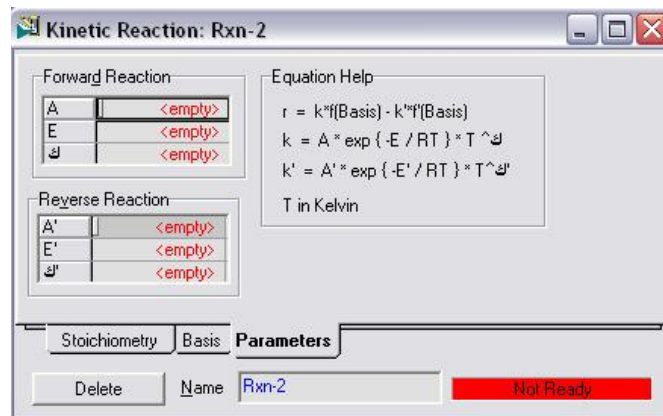 Kinetic Reaction: Rxn-2
Forward Reaction
A <empty>
E <empty>
ك <empty>
Reverse Reaction
A' <empty>
E' <empty>
ك' <empty>
Equation Help
r = k*f(Basis) - k'*f'(Basis)
k = A * exp { -E / RT } * T ^ك
k' = A' * exp { -E' / RT } * T^ك'
T in Kelvin
Stoichiometry Basis Parameters
Delete Name Rxn-2 Not Ready